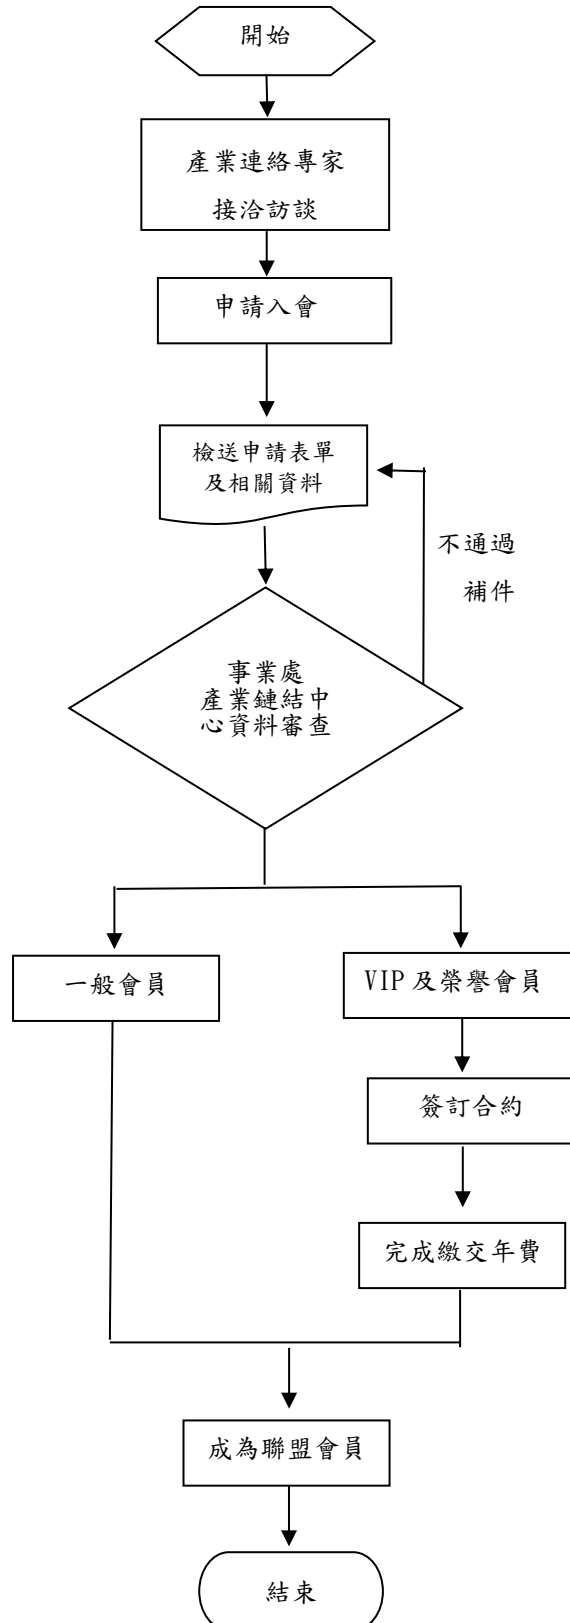 開始
產業連絡專家
接洽訪談
申請入會
檢送申請表單
及相關資料
不通過
補件
事業處
產業鏈結中
心資料審查
一般會員
VIP 及榮譽會員
簽訂合約
完成繳交年費
成為聯盟會員
結束